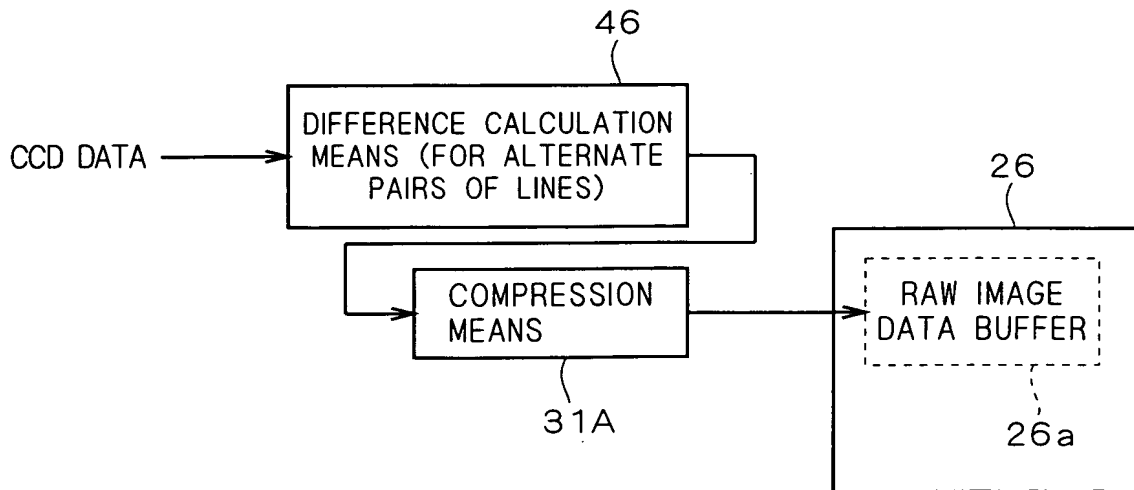 46
DIFFERENCE CALCULATION
MEANS (FOR ALTERNATE
PAIRS OF LINES)
CCD DATA
26
COMPRESSION
MEANS
RAW IMAGE
DATA BUFFER
31A
26a